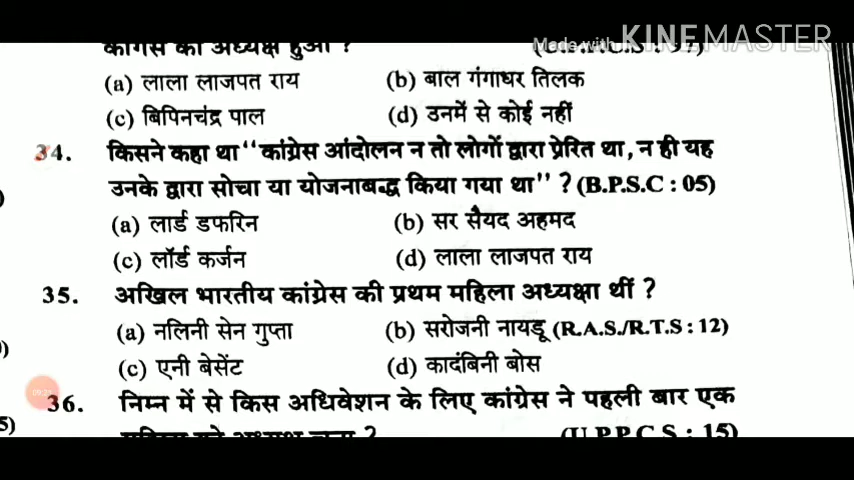 Made with KINEMASTER
कांग्रेस का अध्यक्ष हुआ ?
(a) लाला लाजपत राय (b) बाल गंगाधर तिलक
(c) बिपिनचंद्र पाल (d) उनमें से कोई नहीं
34. किसने कहा था "कांग्रेस आंदोलन न तो लोगों द्वारा प्रेरित था, न ही यह
उनके द्वारा सोचा या योजनाबद्ध किया गया था" ? (B.P.S.C : 05)
(a) लार्ड डफरिन (b) सर सैयद अहमद
(c) लॉर्ड कर्जन (d) लाला लाजपत राय
35. अखिल भारतीय कांग्रेस की प्रथम महिला अध्यक्षा थीं ?
(a) नलिनी सेन गुप्ता (b) सरोजनी नायडू (R.A.S./R.T.S : 12)
(c) एनी बेसेंट (d) कादंबिनी बोस
36. निम्न में से किस अधिवेशन के लिए कांग्रेस ने पहली बार एक
(U.P.P.C.S : 15)